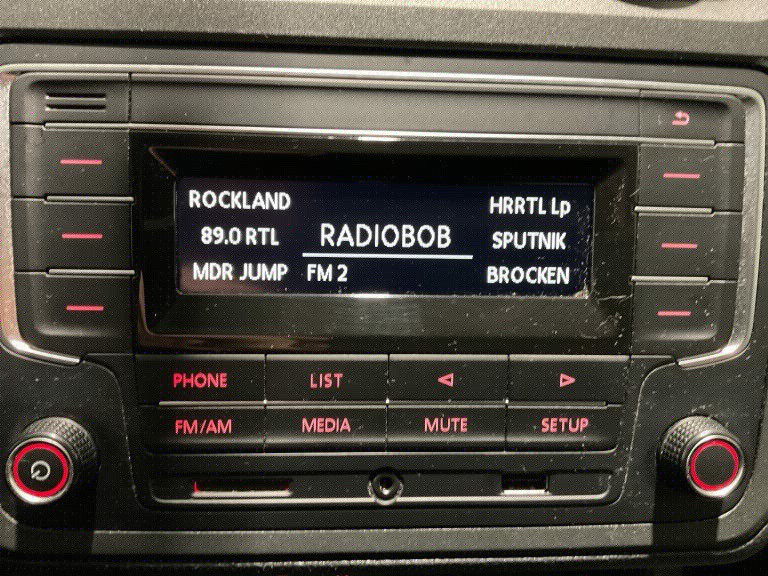 ROCKLAND
HRRTL Lp
89.0 RTL
RADIOBOB
SPUTNIK
MDR JUMP
FM 2
BROCKEN
PHONE
LIST
FM/AM
MEDIA
MUTE
SETUP